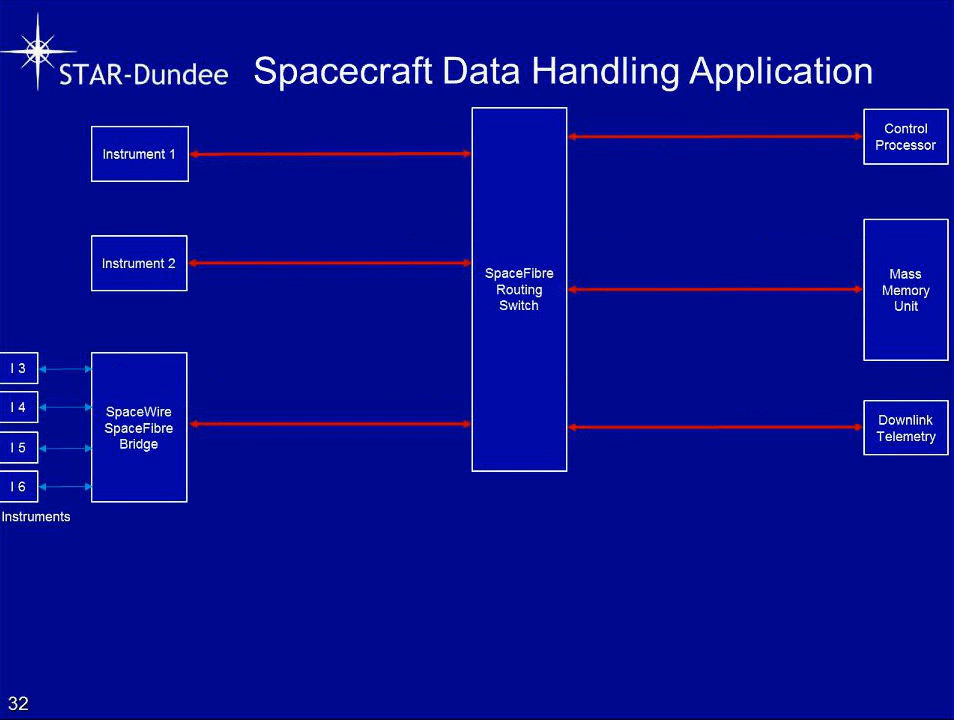 STAR-Dundee
Spacecraft Data Handling Application
Instrument 1
Instrument 2
I 3
I 4
I 5
I 6
Instruments
SpaceWire
SpaceFibre
Bridge
SpaceFibre
Routing
Switch
Control
Processor
Mass
Memory
Unit
Downlink
Telemetry
32